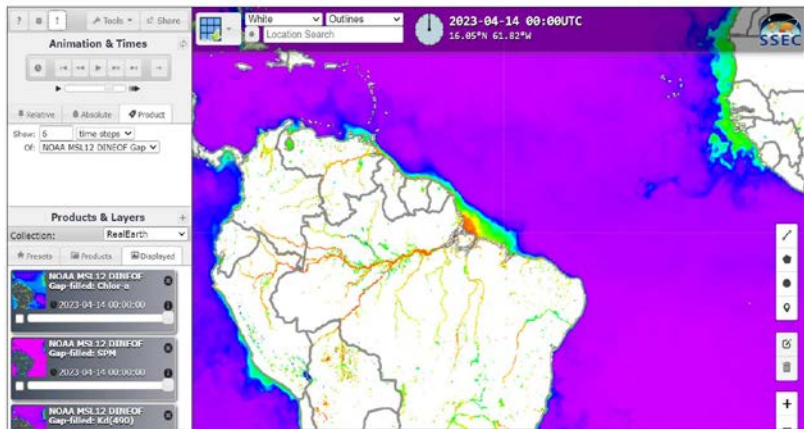 ?
Tools
Share
White
Outlines
Location Search
2023-04-14 00:00UTC
16.05°N 61.82°W
SSEC
Animation & Times
Relative
Absolute
Product
Show: 6 time steps
Of: NOAA MSL12 DINEOF Gap
Products & Layers
+
Collection: RealEarth
Presets
Products
Displayed
NOAA MSL12 DINEOF
Gap-filled: Chlor-a
2023-04-14 00:00:00
NOAA MSL12 DINEOF
Gap-filled: SPM
2023-04-14 00:00:00
NOAA MSL12 DINEOF
Gap-filled: Kd(490)
+